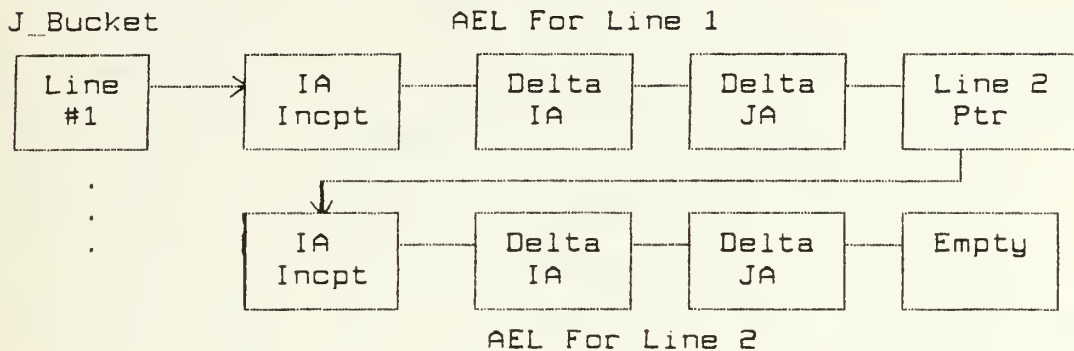 J_Bucket
AEL For Line 1
Line
#1
IA
Incpt
Delta
IA
Delta
JA
Line 2
Ptr
IA
Incpt
Delta
IA
Delta
JA
Empty
AEL For Line 2